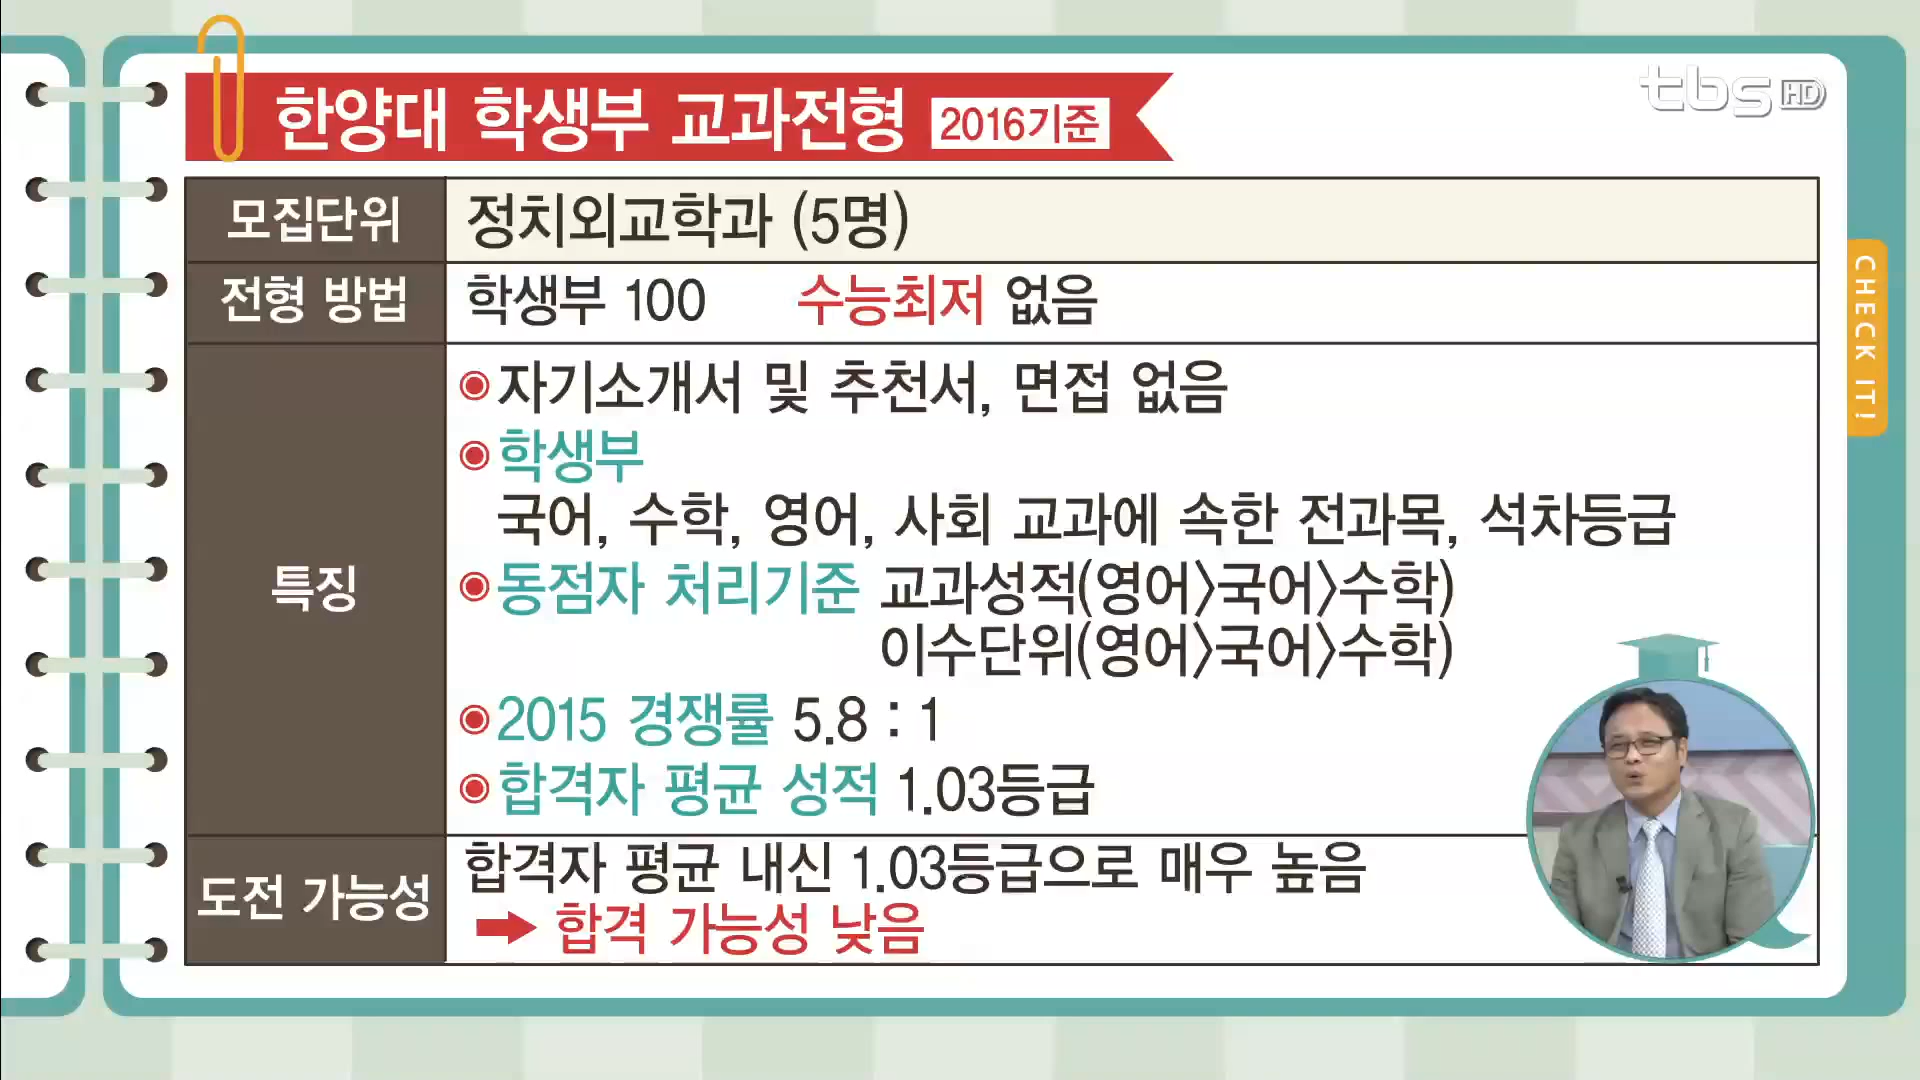 한양대 학생부 교과전형 2016기준
tbs HD
모집단위 정치외교학과 (5명)
전형 방법 학생부 100 수능최저 없음
특징
자기소개서 및 추천서, 면접 없음
학생부
국어, 수학, 영어, 사회 교과에 속한 전과목, 석차등급
동점자 처리기준 교과성적(영어>국어>수학)
이수단위(영어>국어>수학)
2015 경쟁률 5.8 : 1
합격자 평균 성적 1.03등급
도전 가능성
합격자 평균 내신 1.03등급으로 매우 높음
➡ 합격 가능성 낮음
CHECK IT!